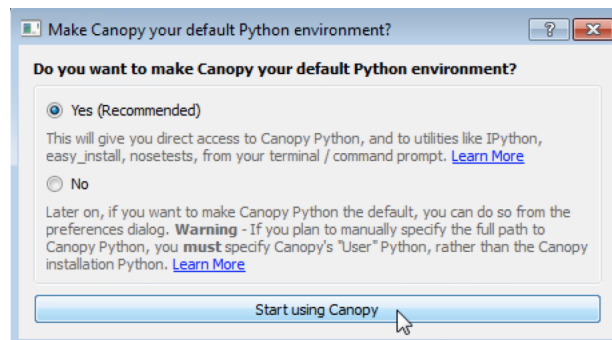 Make Canopy your default Python environment?
Do you want to make Canopy your default Python environment?
Yes (Recommended)
This will give you direct access to Canopy Python, and to utilities like IPython,
easy_install, nosetests, from your terminal / command prompt. Learn More
No
Later on, if you want to make Canopy Python the default, you can do so from the
preferences dialog. Warning - If you plan to manually specify the full path to
Canopy Python, you must specify Canopy's "User" Python, rather than the Canopy
installation Python. Learn More
Start using Canopy